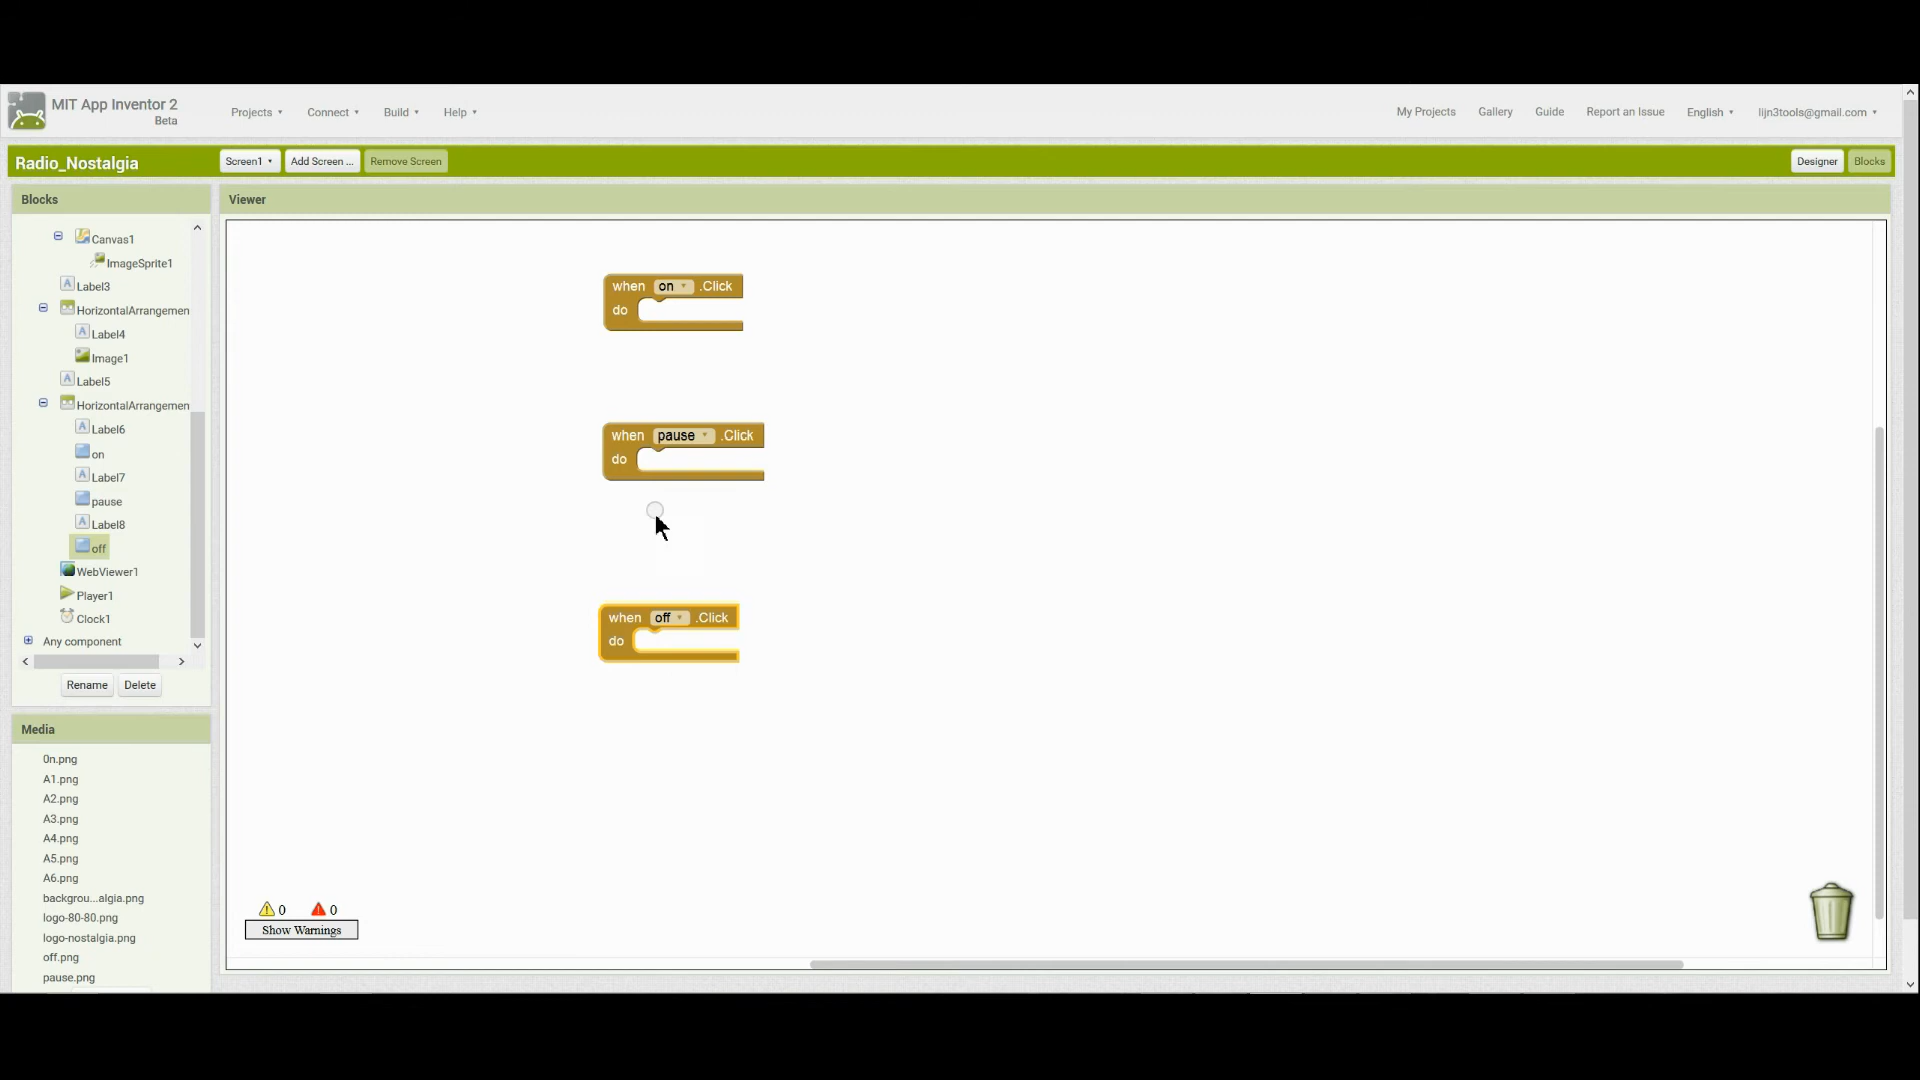 MIT App Inventor 2
Beta
Projects
Connect
Build
Help
My Projects
Gallery
Guide
Report an Issue
English
lijn3tools@gmail.com
Radio_Nostalgia
Screen1
Add Screen ...
Remove Screen
Designer
Blocks
Blocks
Canvas1
ImageSprite1
Label3
HorizontalArrangemen
Label4
Image1
Label5
HorizontalArrangemen
Label6
on
Label7
pause
Label8
off
WebViewer1
Player1
Clock1
Any component
Rename
Delete
Media
0n.png
A1.png
A2.png
A3.png
A4.png
A5.png
A6.png
backgrou...algia.png
logo-80-80.png
logo-nostalgia.png
off.png
pause.png
Viewer
when on .Click
do
when pause .Click
do
when off .Click
do
0
0
Show Warnings